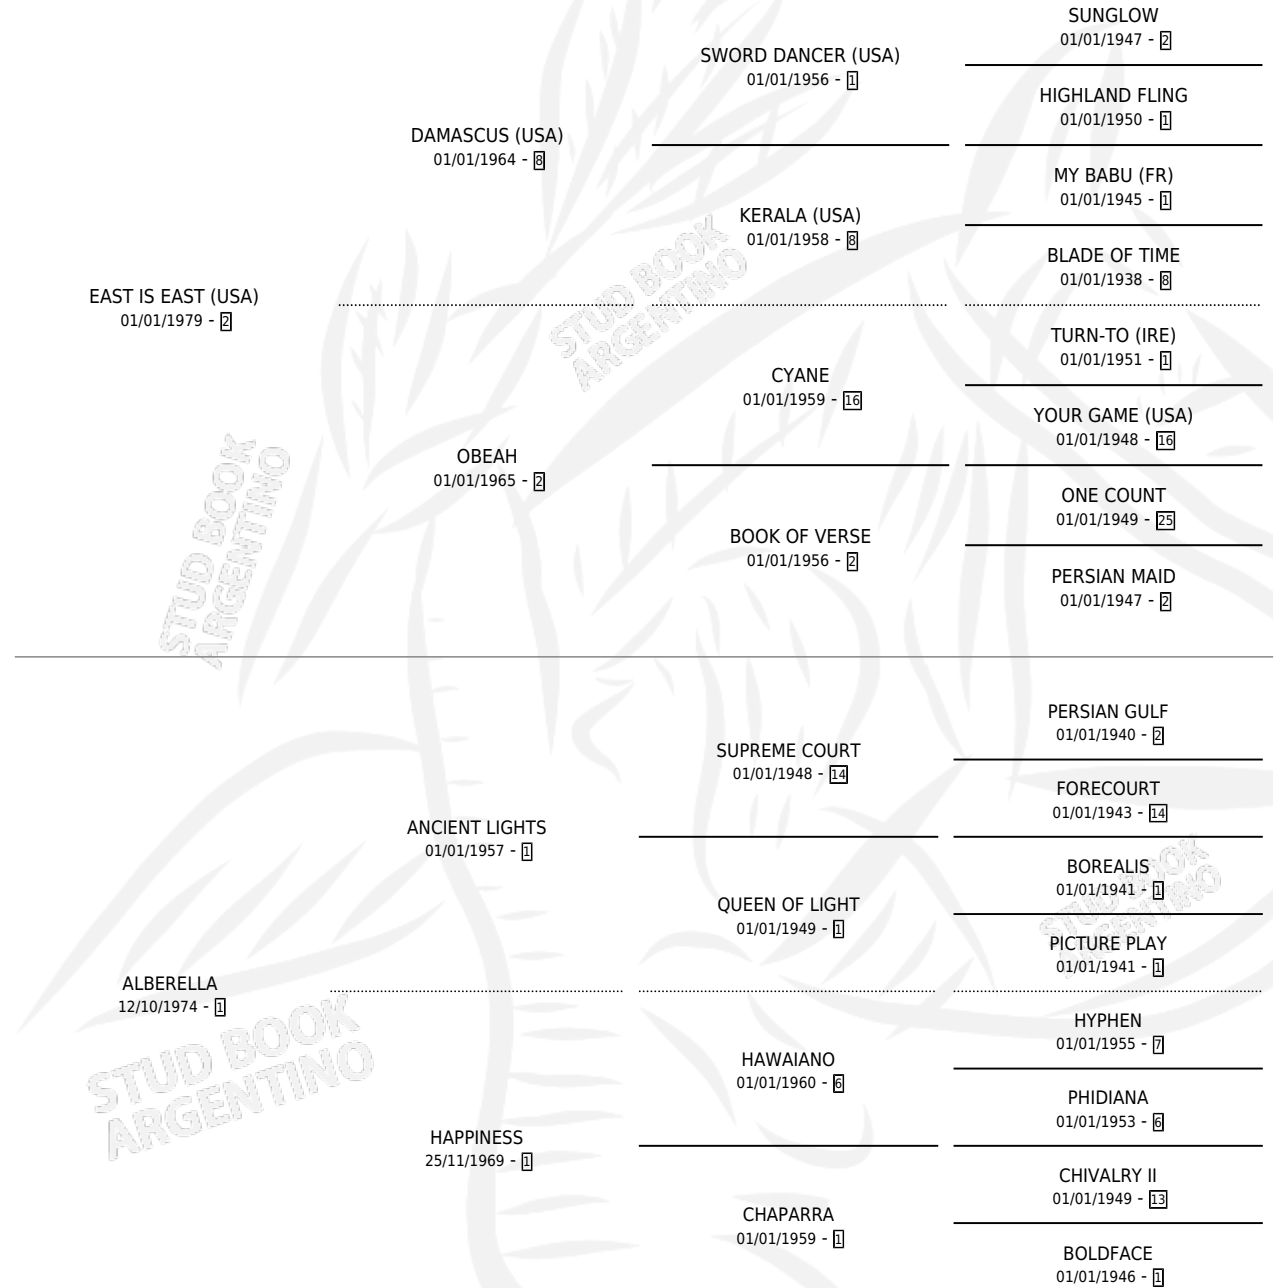 SUNGLOW
01/01/1947 - 2
SWORD DANCER (USA)
01/01/1956 - 1
HIGHLAND FLING
01/01/1950 - 1
DAMASCUS (USA)
01/01/1964 - 8
MY BABU (FR)
01/01/1945 - 1
KERALA (USA)
01/01/1958 - 8
BLADE OF TIME
01/01/1938 - 8
EAST IS EAST (USA)
01/01/1979 - 2
TURN-TO (IRE)
01/01/1951 - 1
CYANE
01/01/1959 - 16
YOUR GAME (USA)
01/01/1948 - 16
OBEAH
01/01/1965 - 2
ONE COUNT
01/01/1949 - 25
BOOK OF VERSE
01/01/1956 - 2
PERSIAN MAID
01/01/1947 - 2
PERSIAN GULF
01/01/1940 - 2
SUPREME COURT
01/01/1948 - 14
FORECOURT
01/01/1943 - 14
ANCIENT LIGHTS
01/01/1957 - 1
BOREALIS
01/01/1941 - 1
QUEEN OF LIGHT
01/01/1949 - 1
PICTURE PLAY
01/01/1941 - 1
ALBERELLA
12/10/1974 - 1
HYPHEN
01/01/1955 - 7
HAWAIANO
01/01/1960 - 6
PHIDIANA
01/01/1953 - 6
HAPPINESS
25/11/1969 - 1
CHIVALRY II
01/01/1949 - 13
CHAPARRA
01/01/1959 - 1
BOLDFACE
01/01/1946 - 1
STUD BOOK
ARGENTINO
STUD BOOK
ARGENTINO
STUD BOOK
ARGENTINO
STUD BOOK
ARGENTINO